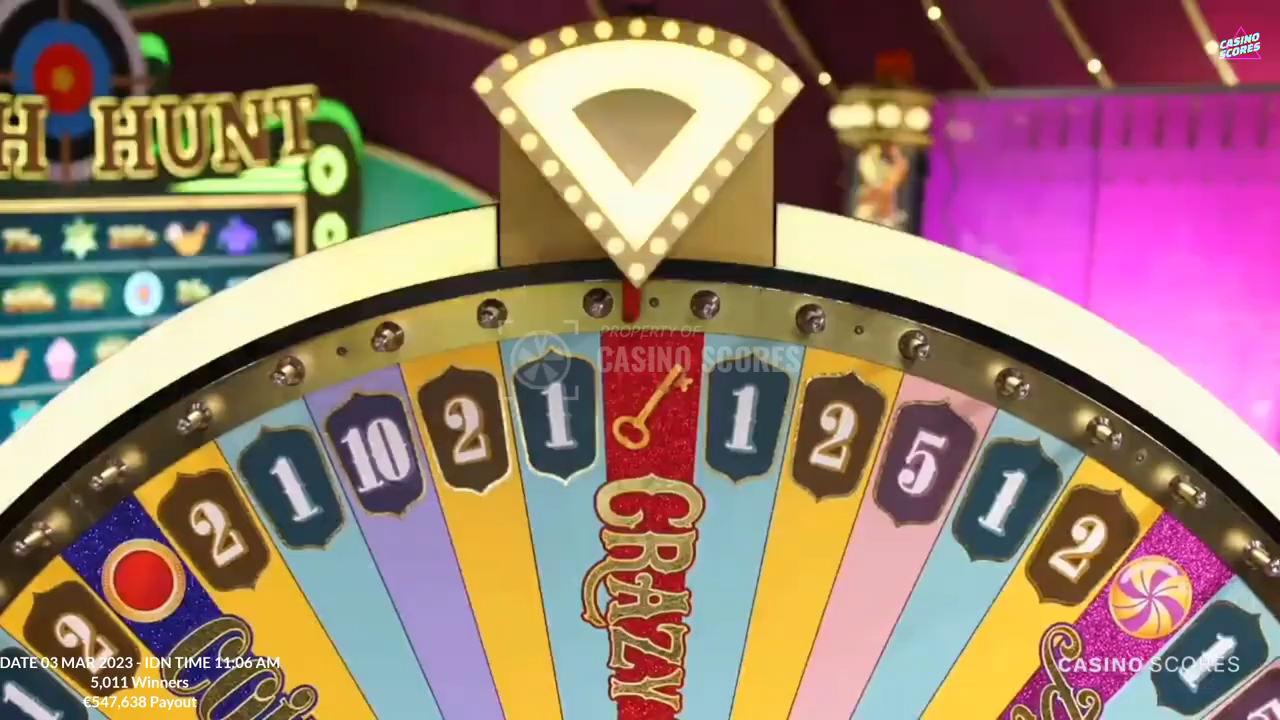 CASINO
SCORES
H HUNT
PROPERTY OF
CASINO SCORES
1
2
2
1
10
2
1
1
2
5
1
2
1
CRAZY
CASINO SCORES
DATE 03 MAR 2023 - IDN TIME 11:06 AM
5,011 Winners
€547,638 Payout